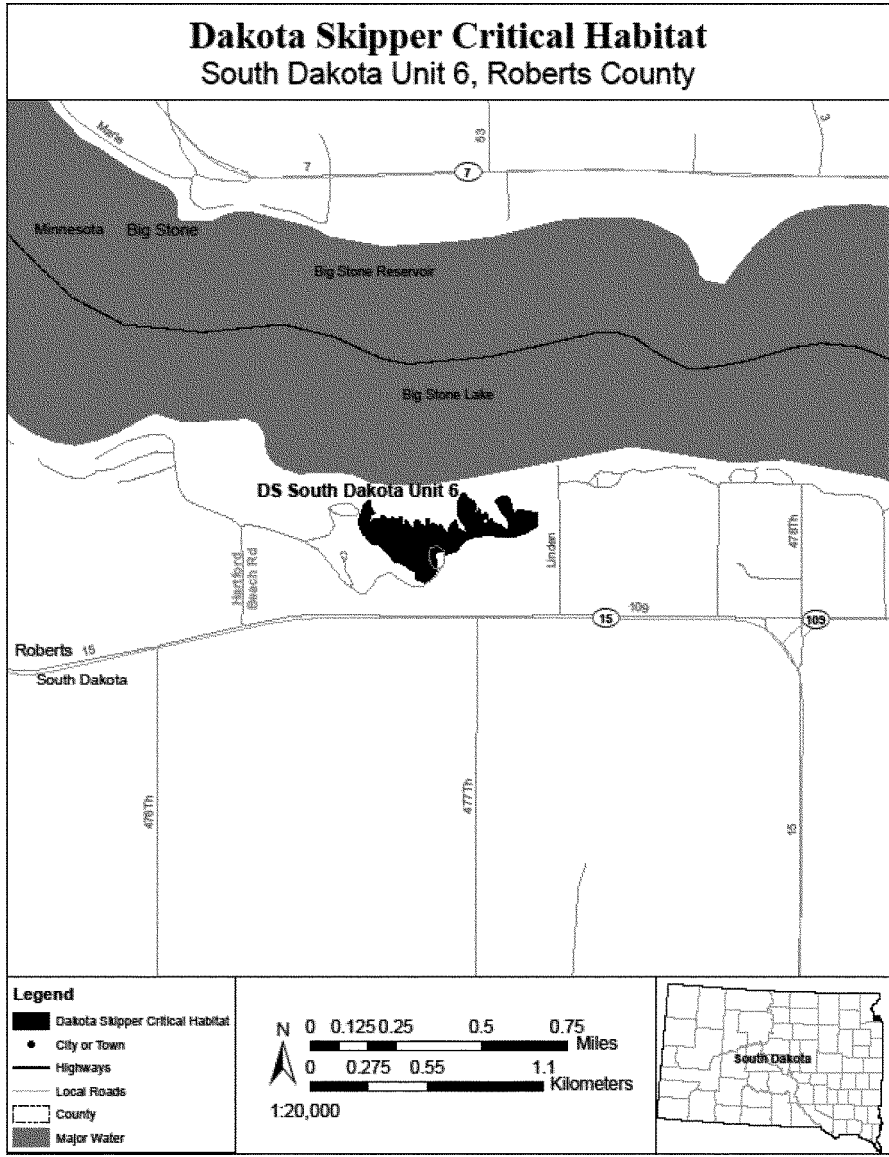 Dakota Skipper Critical Habitat
South Dakota Unit 6, Roberts County
Marla
63
3
7
7
Minnesota
Big Stone
Big Stone Reservoir
Big Stone Lake
DS South Dakota Unit 6
Hartford
Beach Rd
Linden
478Th
15
109
109
Roberts
15
South Dakota
476Th
477Th
15
Legend
Dakota Skipper Critical Habitat
City or Town
Highways
Local Roads
County
Major Water
N
0 0.125 0.25 0.5 0.75
Miles
0 0.275 0.55 1.1
Kilometers
1:20,000
South Dakota